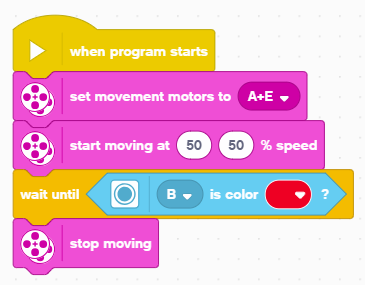 when program starts
set movement motors to A+E
start moving at 50 50 % speed
wait until B is color ?
stop moving